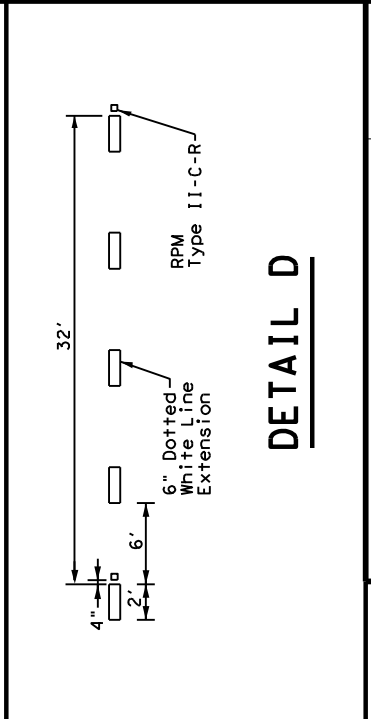 32'
RPM
Type II-C-R
6" Dotted
White Line
Extension
6'
2'
4"
DETAIL D